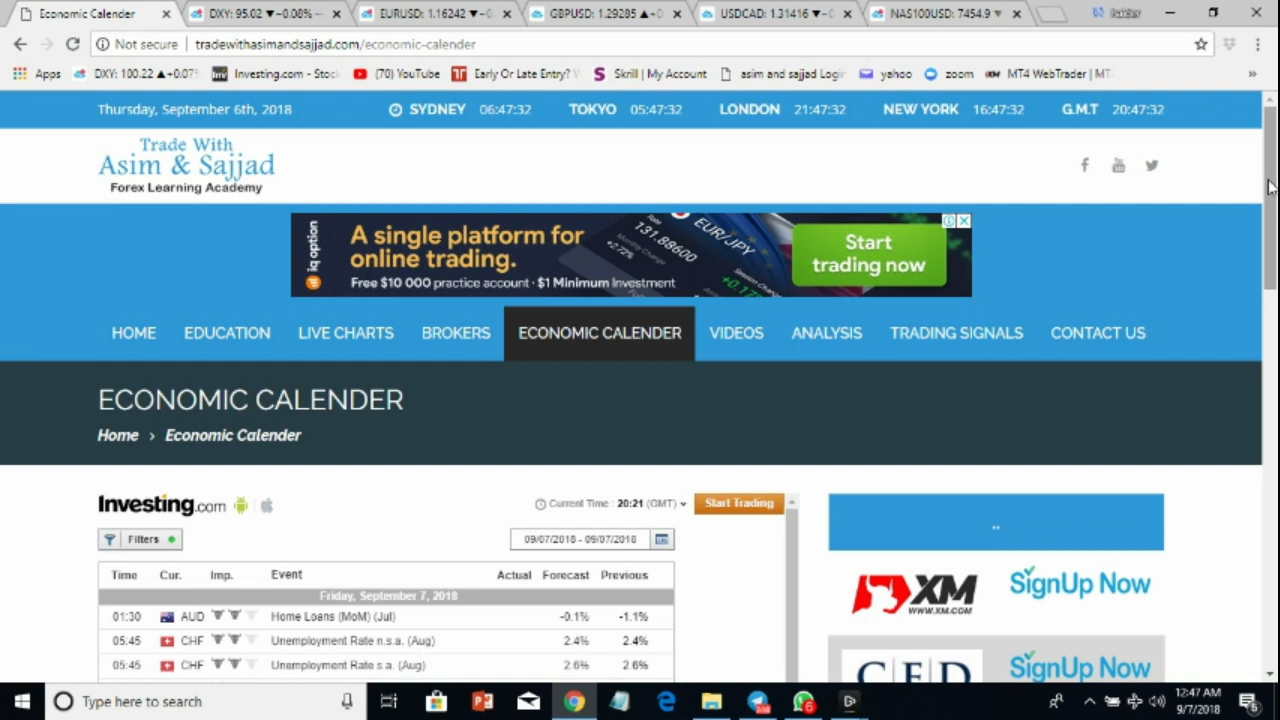 Economic Calender
DXY: 95.02 ▼−0.08% −
EURUSD: 1.16242 ▼−0
GBPUSD: 1.29285 ▲+0
USDCAD: 1.31416 ▼−0
NAS100USD: 7454.9 ▼
Not secure | tradewithasimandsajjad.com/economic-calender
Apps
DXY: 100.22 ▲+0.07
Investing.com - Stock
(70) YouTube
Early Or Late Entry?
Skrill | My Account
asim and sajjad Login
yahoo
zoom
MT4 WebTrader | MT
»
Thursday, September 6th, 2018
SYDNEY 06:47:32
TOKYO 05:47:32
LONDON 21:47:32
NEW YORK 16:47:32
G.M.T 20:47:32
Trade With
Asim & Sajjad
Forex Learning Academy
iq option
A single platform for
online trading.
Free $10 000 practice account · $1 Minimum Investment
Rate
131.88600
Monthly Change
+2.72%
EUR/JPY
Session Change
Start
trading now
HOME
EDUCATION
LIVE CHARTS
BROKERS
ECONOMIC CALENDER
VIDEOS
ANALYSIS
TRADING SIGNALS
CONTACT US
ECONOMIC CALENDER
Home > Economic Calender
Investing.com
Current Time : 20:21 (GMT)
Start Trading
..
Filters
09/07/2018 - 09/07/2018
Time Cur. Imp. Event Actual Forecast Previous
Friday, September 7, 2018
01:30 AUD Home Loans (MoM) (Jul) -0.1% -1.1%
05:45 CHF Unemployment Rate n.s.a. (Aug) 2.4% 2.4%
05:45 CHF Unemployment Rate s.a. (Aug) 2.6% 2.6%
XM
WWW.XM.COM
SignUp Now
CFD
SignUp Now
Type here to search
12:47 AM
9/7/2018